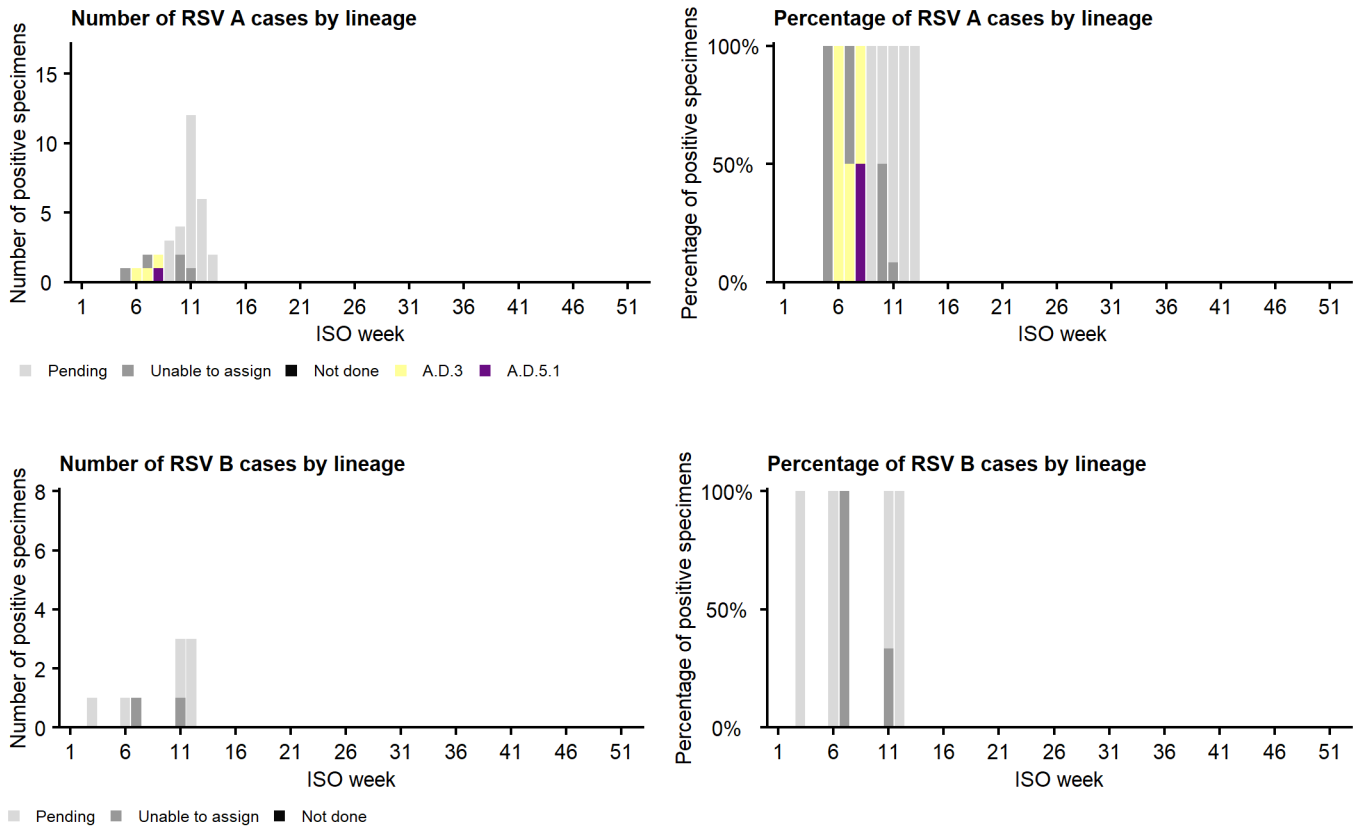 Number of RSV A cases by lineage
Number of positive specimens
15
10
5
0
1 6 11 16 21 26 31 36 41 46 51
ISO week
Percentage of RSV A cases by lineage
Percentage of positive specimens
100%
50%
0%
1 6 11 16 21 26 31 36 41 46 51
ISO week
Pending Unable to assign Not done A.D.3 A.D.5.1
Number of RSV B cases by lineage
Number of positive specimens
8
6
4
2
0
1 6 11 16 21 26 31 36 41 46 51
ISO week
Percentage of RSV B cases by lineage
Percentage of positive specimens
100%
50%
0%
1 6 11 16 21 26 31 36 41 46 51
ISO week
Pending Unable to assign Not done